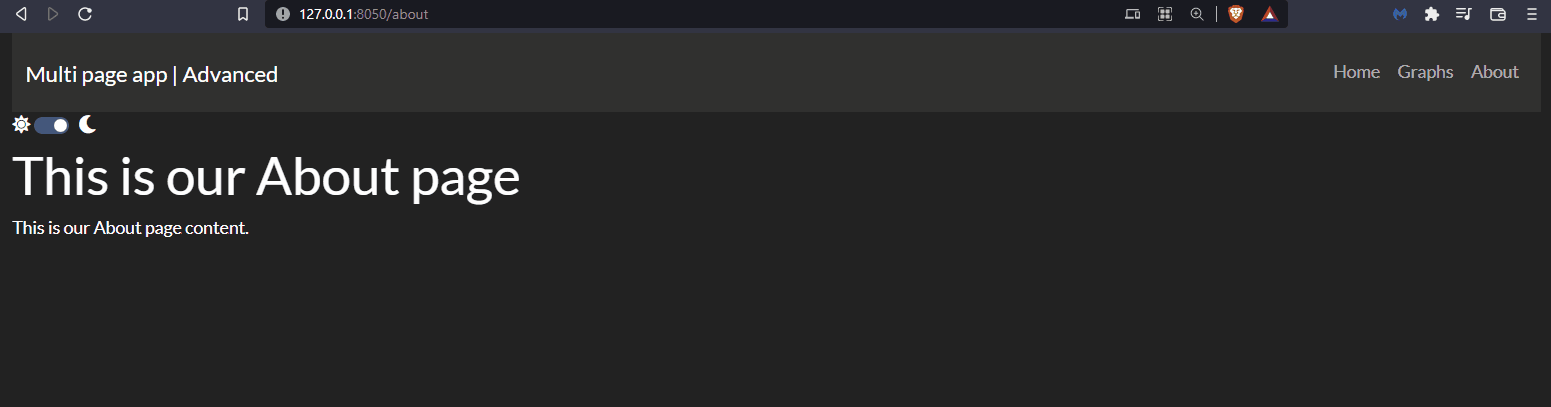 127.0.0.1:8050/about
Multi page app | Advanced
Home Graphs About
This is our About page
This is our About page content.